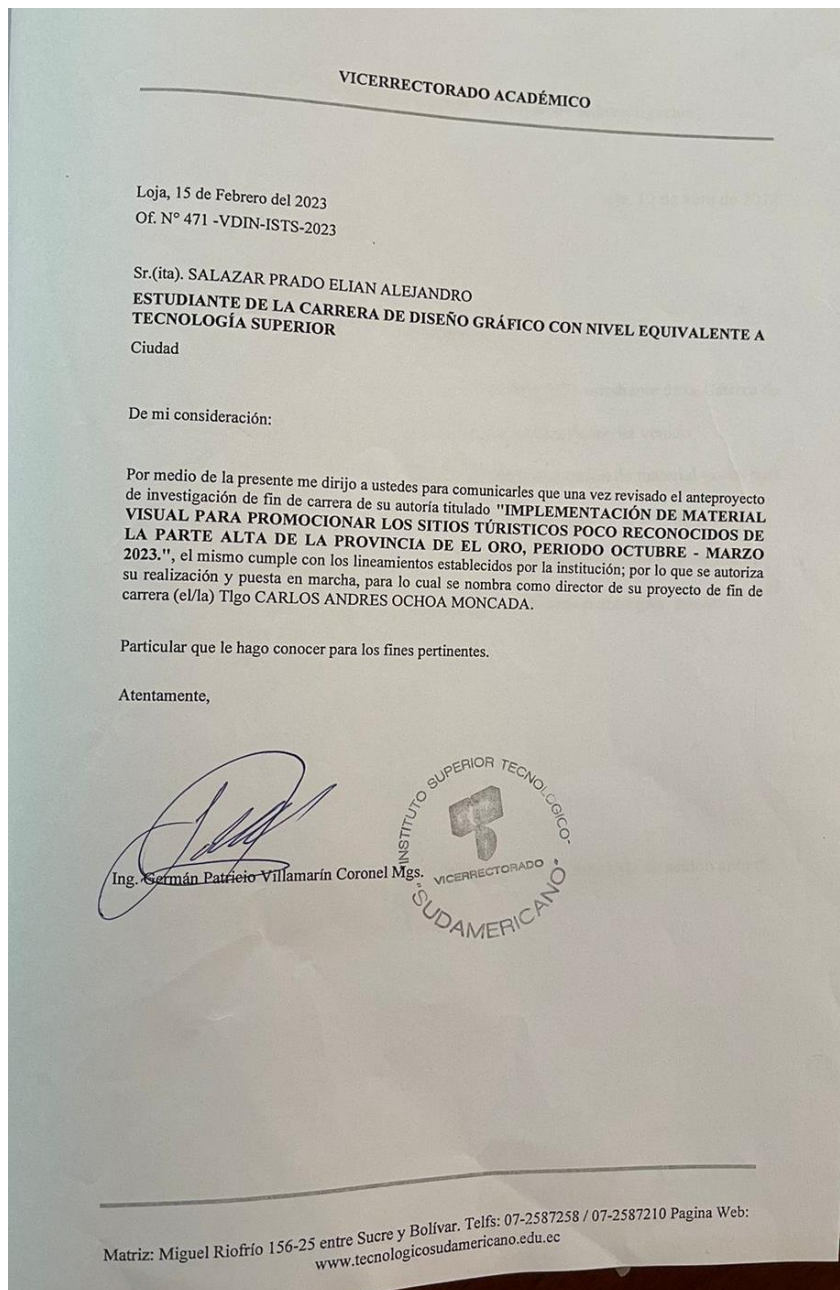 VICERRECTORADO ACADÉMICO
Loja, 15 de Febrero del 2023
Of. N° 471 -VDIN-ISTS-2023
Sr.(ita). SALAZAR PRADO ELIAN ALEJANDRO
ESTUDIANTE DE LA CARRERA DE DISEÑO GRÁFICO CON NIVEL EQUIVALENTE A
TECNOLOGÍA SUPERIOR
Ciudad
De mi consideración:
Por medio de la presente me dirijo a ustedes para comunicarles que una vez revisado el anteproyecto
de investigación de fin de carrera de su autoría titulado "IMPLEMENTACIÓN DE MATERIAL
VISUAL PARA PROMOCIONAR LOS SITIOS TÚRISTICOS POCO RECONOCIDOS DE
LA PARTE ALTA DE LA PROVINCIA DE EL ORO, PERIODO OCTUBRE - MARZO
2023.", el mismo cumple con los lineamientos establecidos por la institución; por lo que se autoriza
su realización y puesta en marcha, para lo cual se nombra como director de su proyecto de fin de
carrera (el/la) Tlgo CARLOS ANDRES OCHOA MONCADA.
Particular que le hago conocer para los fines pertinentes.
Atentamente,
Ing. Germán Patricio Villamarín Coronel Mgs.
INSTITUTO SUPERIOR TECNOLOGICO
VICERRECTORADO
"SUDAMERICANO"
Matriz: Miguel Riofrío 156-25 entre Sucre y Bolívar. Telfs: 07-2587258 / 07-2587210 Pagina Web:
www.tecnologicosudamericano.edu.ec